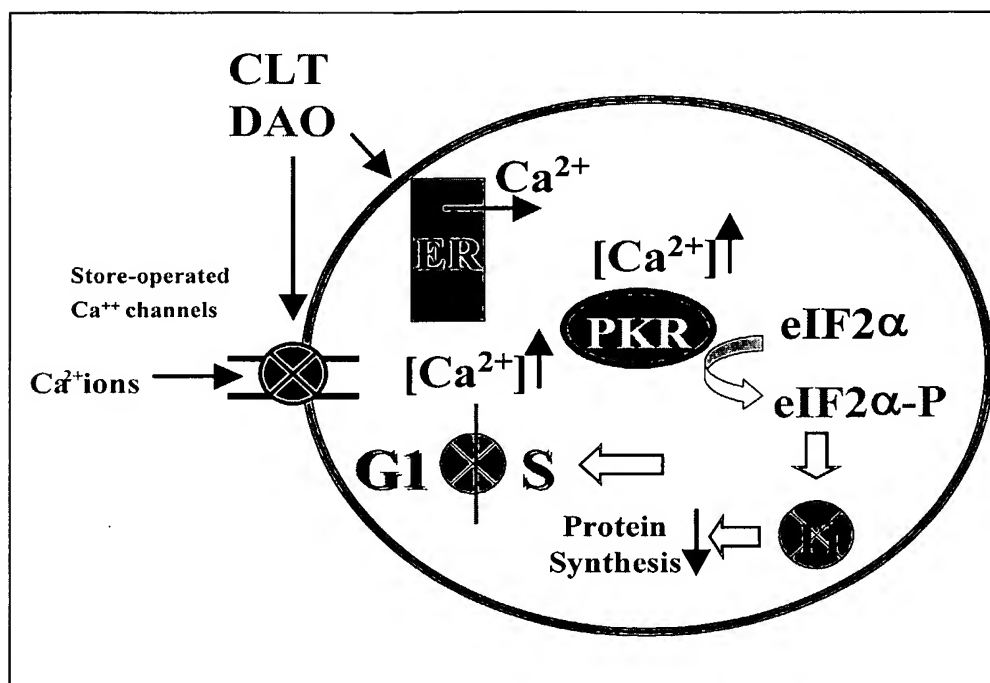 CLT
DAO
Ca²⁺
ER
[Ca²⁺]
Store-operated
Ca⁺⁺ channels
PKR
eIF2α
Ca²⁺ions
[Ca²⁺]
eIF2α-P
G1 S
Protein
Synthesis